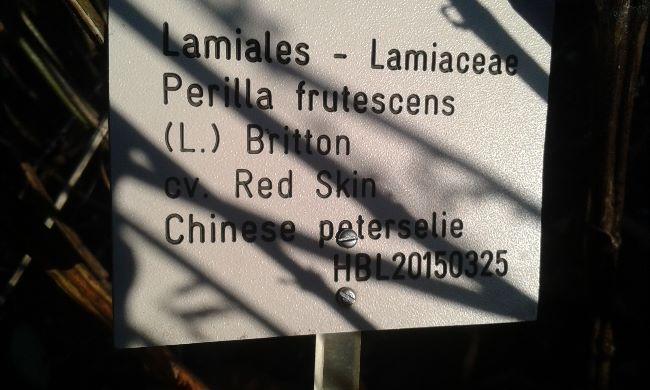 Lamiales - Lamiaceae
Perilla frutescens
(L.) Britton
cv. Red Skin
Chinese peterselie
HBL20150325